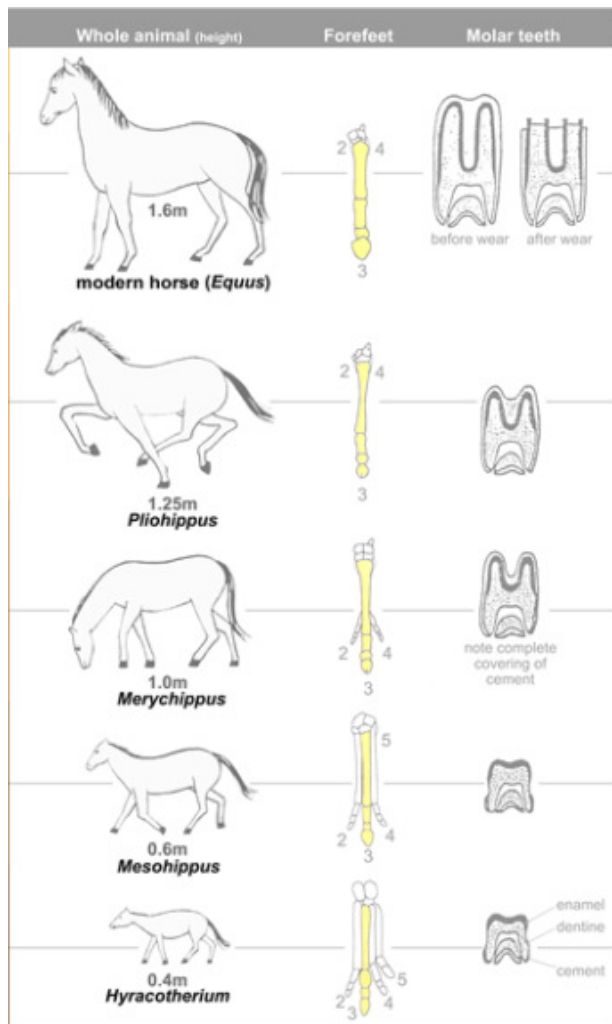 Whole animal (height) Forefeet Molar teeth
2 4
1.6m
before wear after wear
3
modern horse (Equus)
2 4
3
1.25m
Pliohippus
2 4
3
note complete
covering of
cement
1.0m
Merychippus
5
2 4
3
0.6m
Mesohippus
enamel
dentine
5
cement
2 4
3
0.4m
Hyracotherium